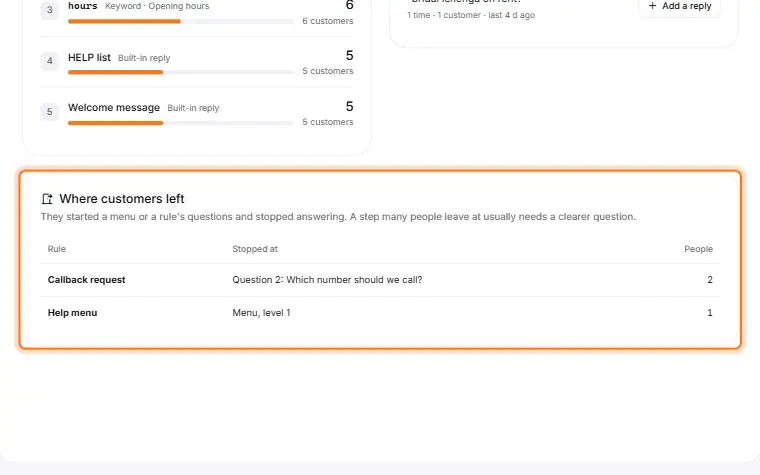 3 hours Keyword · Opening hours 6
6 customers
1 time · 1 customer · last 4 d ago
+ Add a reply
4 HELP list Built-in reply 5
5 customers
5 Welcome message Built-in reply 5
5 customers
Where customers left
They started a menu or a rule's questions and stopped answering. A step many people leave at usually needs a clearer question.
Rule Stopped at People
Callback request Question 2: Which number should we call? 2
Help menu Menu, level 1 1